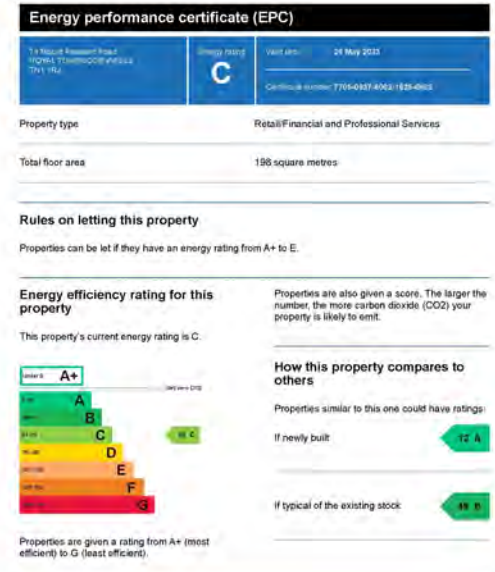 Energy performance certificate (EPC)
Energy rating
C
Valid until
Certificate number
Property type
Retail/Financial and Professional Services
Total floor area
198 square metres
Rules on letting this property
Properties can be let if they have an energy rating from A+ to E.
Energy efficiency rating for this
property
This property's current energy rating is C.
A+
A
B
C
D
E
F
G
Properties are given a rating from A+ (most
efficient) to G (least efficient).
Properties are also given a score. The larger the
number, the more carbon dioxide (CO2) your
property is likely to emit.
How this property compares to
others
Properties similar to this one could have ratings:
If newly built
12 A
If typical of the existing stock
B